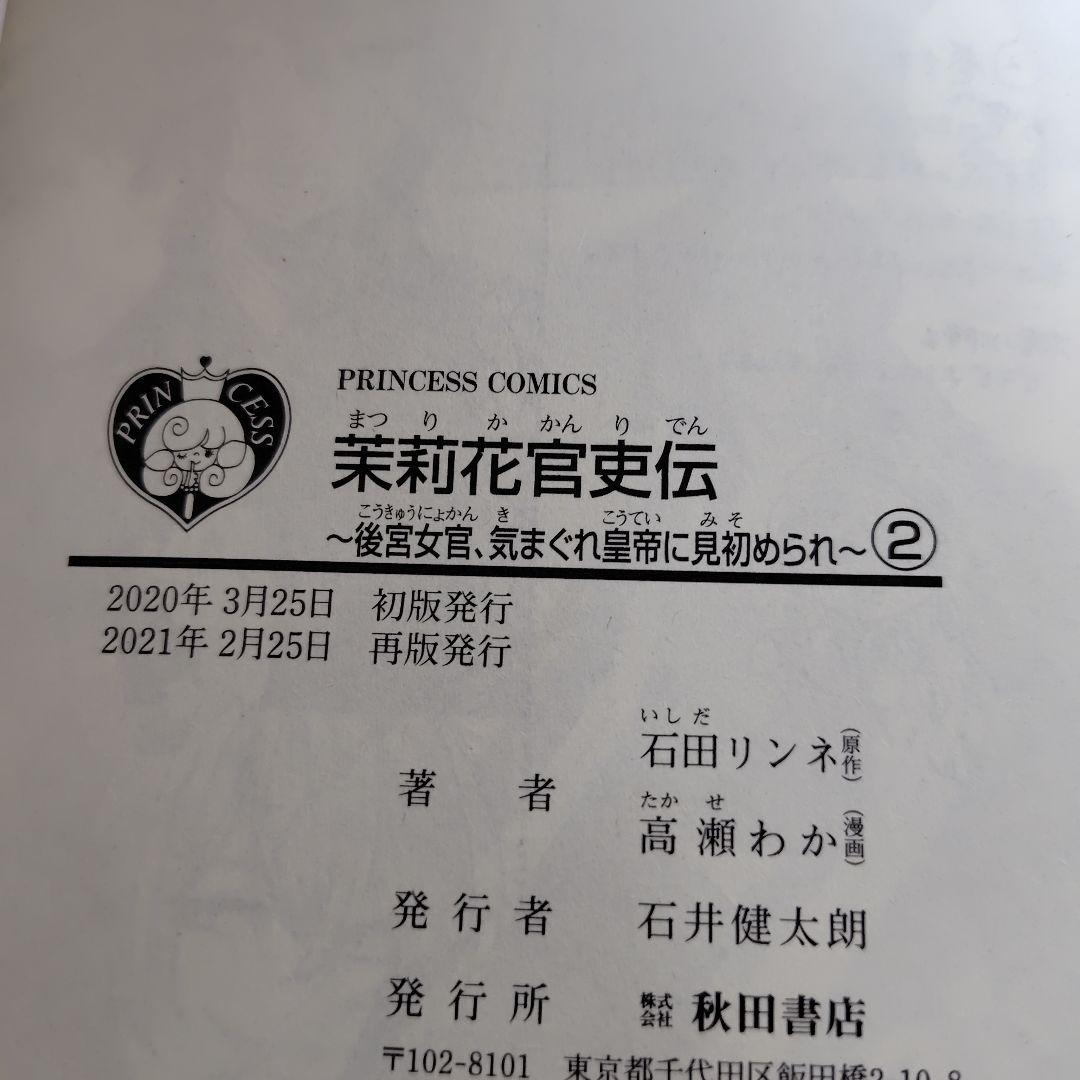 PRINCESS
PRINCESS COMICS
まつ り か かん り でん
茉莉花官吏伝
こうきゅうにょかん き こうてい み そ
～後宮女官、気まぐれ皇帝に見初められ～②
2020年 3月25日 初版発行
2021年 2月25日 再版発行
いし だ
著者 石田リンネ(原作)
たか せ
高瀬わか(漫画)
発行者 石井健太朗
発行所 株式会社 秋田書店
〒102-8101 東京都千代田区飯田橋2-10-8